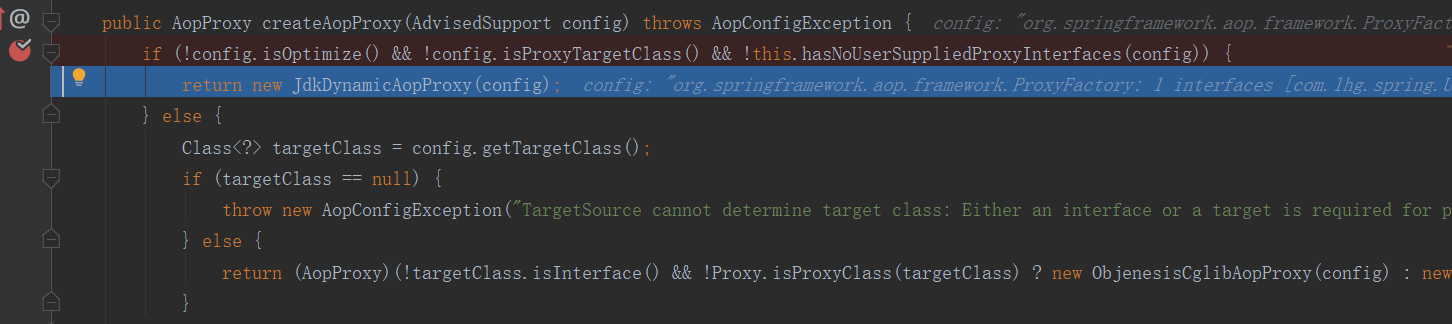 @ public AopProxy createAopProxy(AdvisedSupport config) throws AopConfigException { config: "org.springframework.aop.framework.ProxyFact
if (!config.isOptimize() && !config.isProxyTargetClass() && !this.hasNoUserSuppliedProxyInterfaces(config)) { "
return new JdkDynamicAopProxy(config); config: "org.springframework.aop.framework.ProxyFactory: 1 interfaces [com.lhg.spring.U
} else {
Class<?> targetClass = config.getTargetClass();
if (targetClass == null) {
throw new AopConfigException("TargetSource cannot determine target class: Either an interface or a target is required for p
} else {
return (AopProxy)(!targetClass.isInterface() && !Proxy.isProxyClass(targetClass) ? new ObjenesisCglibAopProxy(config) : new
}